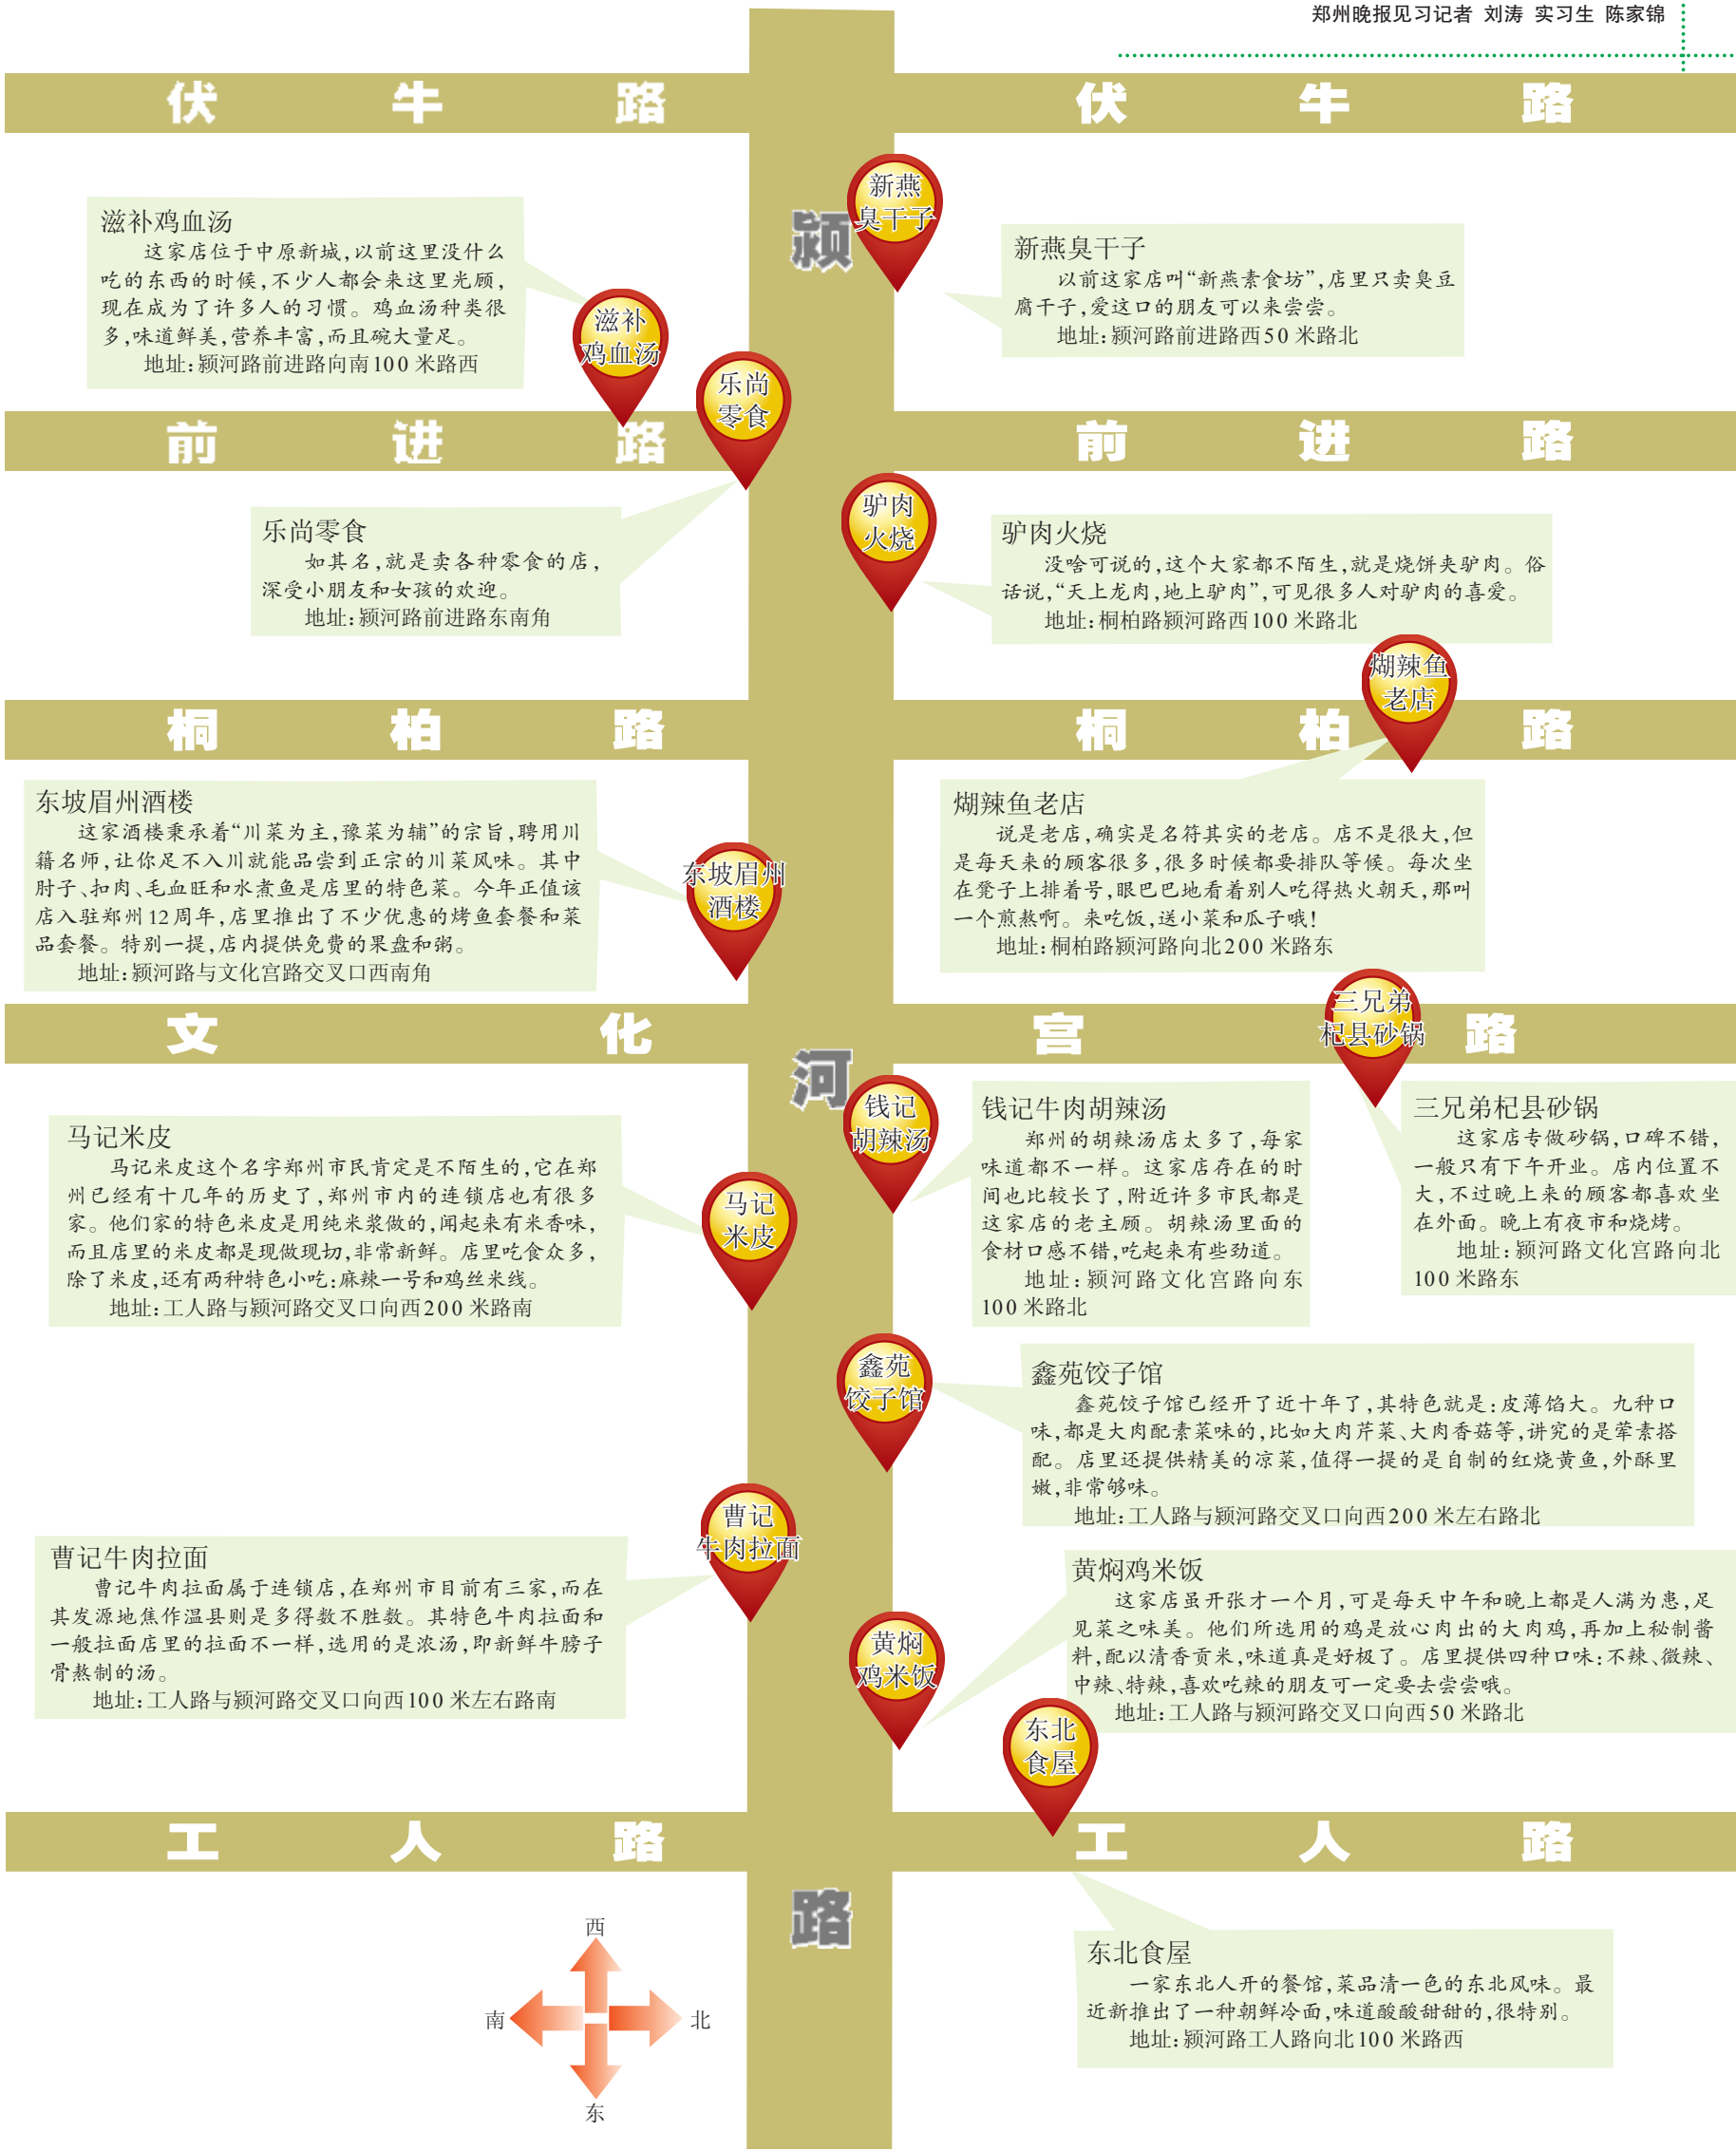 郑州晚报见习记者 刘涛 实习生 陈家锦
伏牛路
伏牛路
新燕
臭干子
颍
滋补鸡血汤
这家店位于中原新城,以前这里没什么
吃的东西的时候,不少人都会来这里光顾,
现在成为了许多人的习惯。鸡血汤种类很
多,味道鲜美,营养丰富,而且碗大量足。
地址:颍河路前进路向南100米路西
滋补
鸡血汤
新燕臭干子
以前这家店叫“新燕素食坊”,店里只卖臭豆
腐干子,爱这口的朋友可以来尝尝。
地址:颍河路前进路西50米路北
乐尚
零食
前进路
前进路
驴肉
火烧
乐尚零食
如其名,就是卖各种零食的店,
深受小朋友和女孩的欢迎。
地址:颍河路前进路东南角
驴肉火烧
没啥可说的,这个大家都不陌生,就是烧饼夹驴肉。俗
话说,“天上龙肉,地上驴肉”,可见很多人对驴肉的喜爱。
地址:桐柏路颍河路西100米路北
煳辣鱼
老店
桐柏路
桐柏路
东坡眉州酒楼
这家酒楼秉承着“川菜为主,豫菜为辅”的宗旨,聘用川
籍名师,让你足不入川就能品尝到正宗的川菜风味。其中
肘子、扣肉、毛血旺和水煮鱼是店里的特色菜。今年正值该
店入驻郑州12周年,店里推出了不少优惠的烤鱼套餐和菜
品套餐。特别一提,店内提供免费的果盘和粥。
地址:颍河路与文化宫路交叉口西南角
东坡眉州
酒楼
煳辣鱼老店
说是老店,确实是名符其实的老店。店不是很大,但
是每天来的顾客很多,很多时候都要排队等候。每次坐
在凳子上排着号,眼巴巴地看着别人吃得热火朝天,那叫
一个煎熬啊。来吃饭,送小菜和瓜子哦!
地址:桐柏路颍河路向北200米路东
三兄弟
杞县砂锅
文化宫路
河
钱记
胡辣汤
马记米皮
马记米皮这个名字郑州市民肯定是不陌生的,它在郑
州已经有十几年的历史了,郑州市内的连锁店也有很多
家。他们家的特色米皮是用纯米浆做的,闻起来有米香味,
而且店里的米皮都是现做现切,非常新鲜。店里吃食众多,
除了米皮,还有两种特色小吃:麻辣一号和鸡丝米线。
地址:工人路与颍河路交叉口向西200米路南
马记
米皮
钱记牛肉胡辣汤
郑州的胡辣汤店太多了,每家
味道都不一样。这家店存在的时
间也比较长了,附近许多市民都是
这家店的老主顾。胡辣汤里面的
食材口感不错,吃起来有些劲道。
地址:颍河路文化宫路向东
100米路北
三兄弟杞县砂锅
这家店专做砂锅,口碑不错,
一般只有下午开业。店内位置不
大,不过晚上来的顾客都喜欢坐
在外面。晚上有夜市和烧烤。
地址:颍河路文化宫路向北
100米路东
鑫苑
饺子馆
鑫苑饺子馆
鑫苑饺子馆已经开了近十年了,其特色就是:皮薄馅大。九种口
味,都是大肉配素菜味的,比如大肉芹菜、大肉香菇等,讲究的是荤素搭
配。店里还提供精美的凉菜,值得一提的是自制的红烧黄鱼,外酥里
嫩,非常够味。
地址:工人路与颍河路交叉口向西200米左右路北
曹记
牛肉拉面
曹记牛肉拉面
曹记牛肉拉面属于连锁店,在郑州市目前有三家,而在
其发源地焦作温县则是多得数不胜数。其特色牛肉拉面和
一般拉面店里的拉面不一样,选用的是浓汤,即新鲜牛膀子
骨熬制的汤。
地址:工人路与颍河路交叉口向西100米左右路南
黄焖
鸡米饭
黄焖鸡米饭
这家店虽开张才一个月,可是每天中午和晚上都是人满为患,足
见菜之味美。他们所选用的鸡是放心肉出的大肉鸡,再加上秘制酱
料,配以清香贡米,味道真是好极了。店里提供四种口味:不辣、微辣、
中辣、特辣,喜欢吃辣的朋友可一定要去尝尝哦。
地址:工人路与颍河路交叉口向西50米路北
东北
食屋
工人路
工人路
路
东北食屋
一家东北人开的餐馆,菜品清一色的东北风味。最
近新推出了一种朝鲜冷面,味道酸酸甜甜的,很特别。
地址:颍河路工人路向北100米路西
西
南
北
东